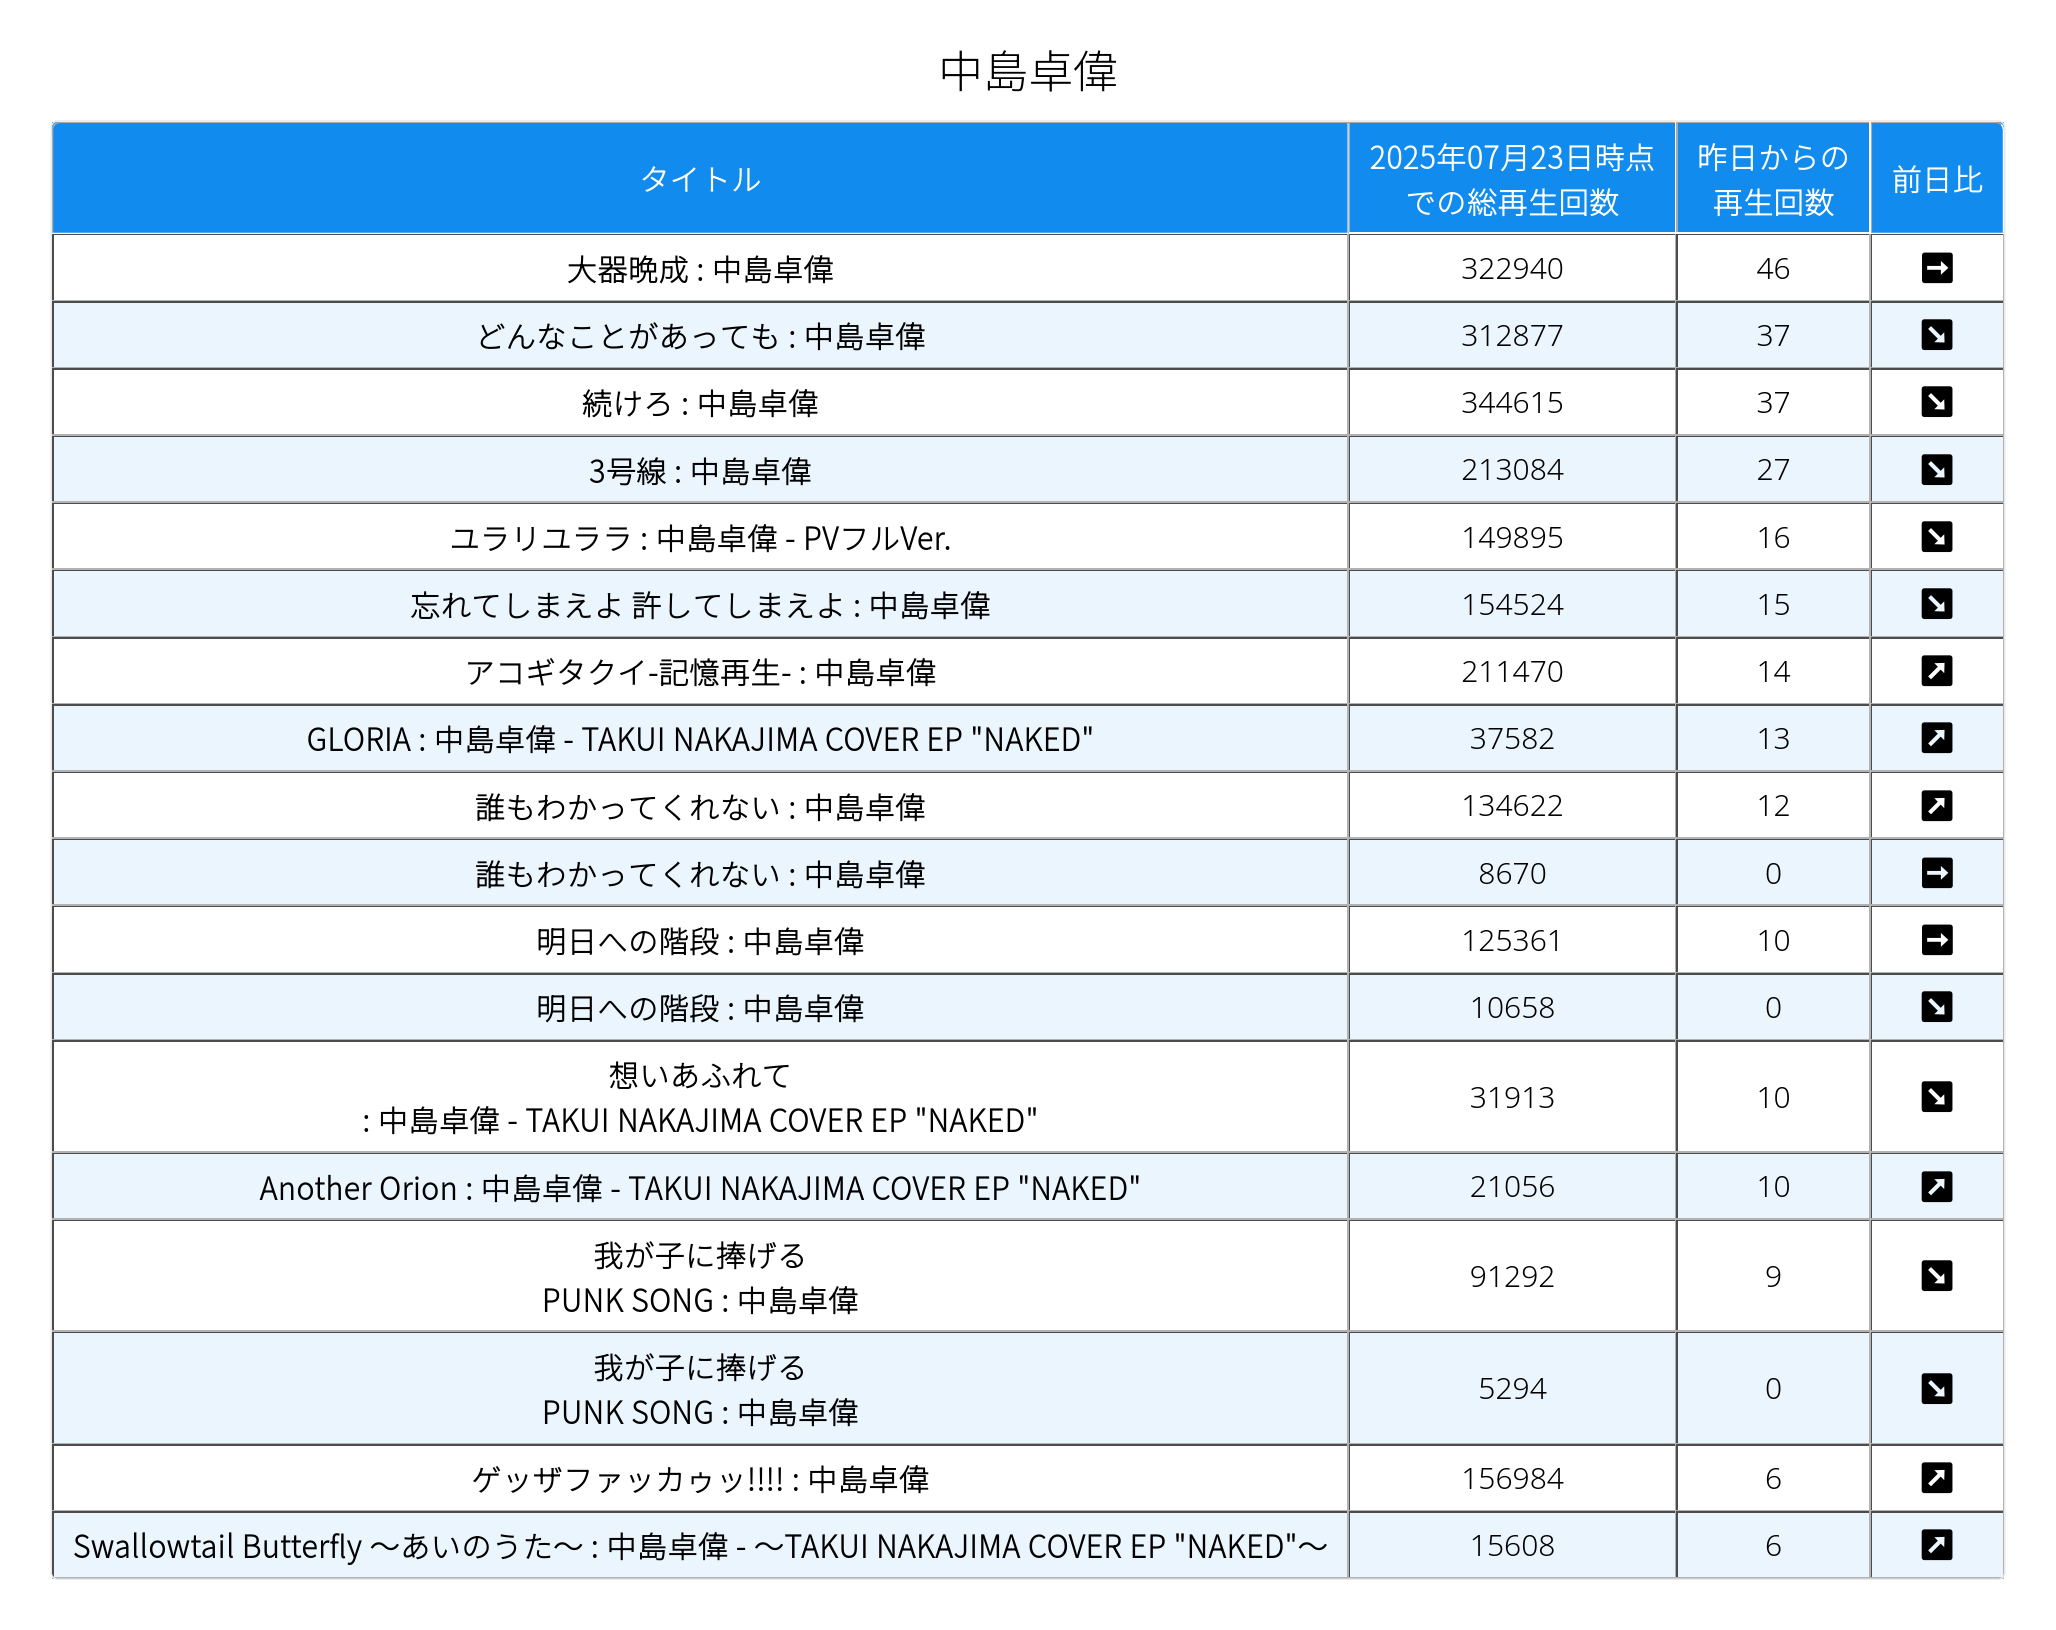 中島卓偉
タイトル
2025年07月23日時点
での総再生回数
昨日からの
再生回数
前日比
大器晩成 : 中島卓偉 322940 46 ➡
どんなことがあっても : 中島卓偉 312877 37 ↘
続けろ : 中島卓偉 344615 37 ↘
3号線 : 中島卓偉 213084 27 ↘
ユラリユララ : 中島卓偉 - PVフルVer. 149895 16 ↘
忘れてしまえよ 許してしまえよ : 中島卓偉 154524 15 ↘
アコギタクイ-記憶再生- : 中島卓偉 211470 14 ↗
GLORIA : 中島卓偉 - TAKUI NAKAJIMA COVER EP "NAKED" 37582 13 ↗
誰もわかってくれない : 中島卓偉 134622 12 ↗
誰もわかってくれない : 中島卓偉 8670 0 ➡
明日への階段 : 中島卓偉 125361 10 ➡
明日への階段 : 中島卓偉 10658 0 ↘
想いあふれて
: 中島卓偉 - TAKUI NAKAJIMA COVER EP "NAKED" 31913 10 ↘
Another Orion : 中島卓偉 - TAKUI NAKAJIMA COVER EP "NAKED" 21056 10 ↗
我が子に捧げる
PUNK SONG : 中島卓偉 91292 9 ↘
我が子に捧げる
PUNK SONG : 中島卓偉 5294 0 ↘
ゲッザファッカゥッ!!!! : 中島卓偉 156984 6 ↗
Swallowtail Butterfly ～あいのうた～ : 中島卓偉 - ～TAKUI NAKAJIMA COVER EP "NAKED"～ 15608 6 ↗